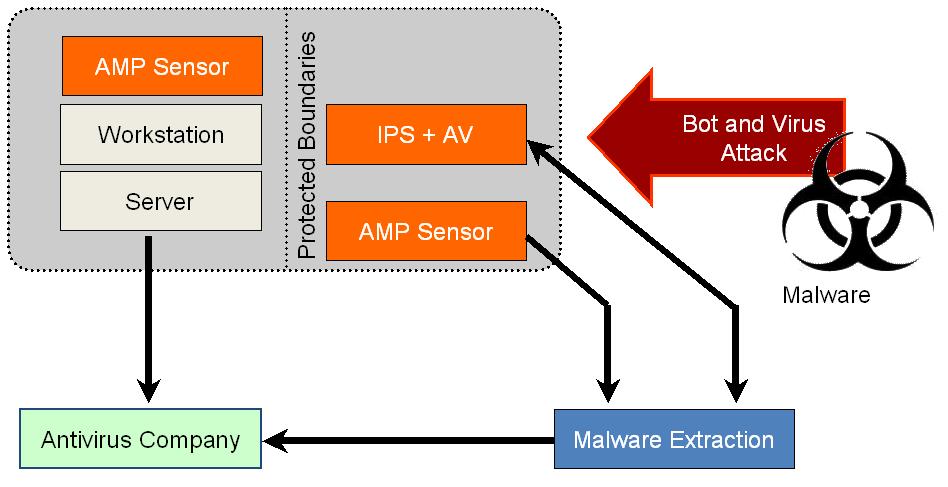 AMP Sensor
Workstation
Server
Protected Boundaries
IPS + AV
AMP Sensor
Bot and Virus
Attack
Malware
Antivirus Company
Malware Extraction